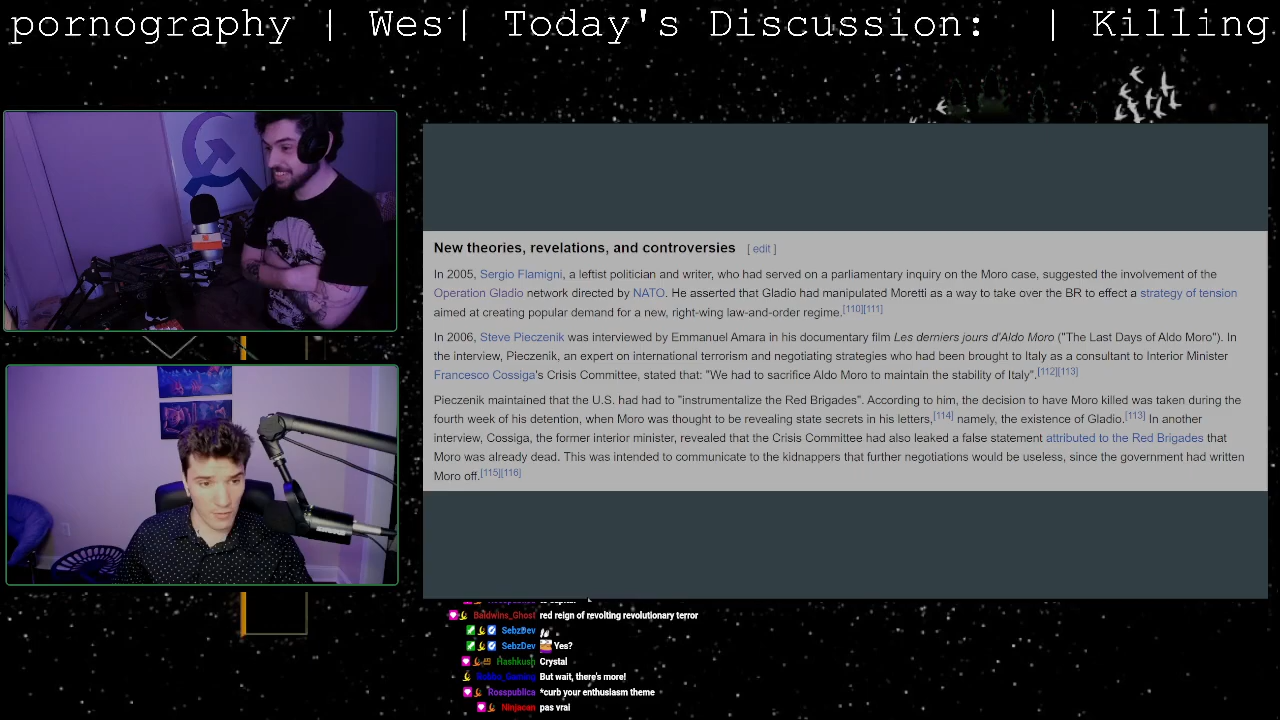 pornography | Wes | Today's Discussion: | Killing
New theories, revelations, and controversies [ edit ]
In 2005, Sergio Flamigni, a leftist politician and writer, who had served on a parliamentary inquiry on the Moro case, suggested the involvement of the
Operation Gladio network directed by NATO. He asserted that Gladio had manipulated Moretti as a way to take over the BR to effect a strategy of tension
aimed at creating popular demand for a new, right-wing law-and-order regime.[110][111]
In 2006, Steve Pieczenik was interviewed by Emmanuel Amara in his documentary film Les derniers jours d'Aldo Moro ("The Last Days of Aldo Moro"). In
the interview, Pieczenik, an expert on international terrorism and negotiating strategies who had been brought to Italy as a consultant to Interior Minister
Francesco Cossiga's Crisis Committee, stated that: "We had to sacrifice Aldo Moro to maintain the stability of Italy".[112][113]
Pieczenik maintained that the U.S. had had to "instrumentalize the Red Brigades". According to him, the decision to have Moro killed was taken during the
fourth week of his detention, when Moro was thought to be revealing state secrets in his letters,[114] namely, the existence of Gladio.[113] In another
interview, Cossiga, the former interior minister, revealed that the Crisis Committee had also leaked a false statement attributed to the Red Brigades that
Moro was already dead. This was intended to communicate to the kidnappers that further negotiations would be useless, since the government had written
Moro off.[115][116]
Baldwins_Ghost red reign of revolting revolutionary terror
SebzDev
SebzDev Yes?
Hashkush Crystal
But wait, there's more!
Rosspublica *curb your enthusiasm theme
Ninjacan pas vrai